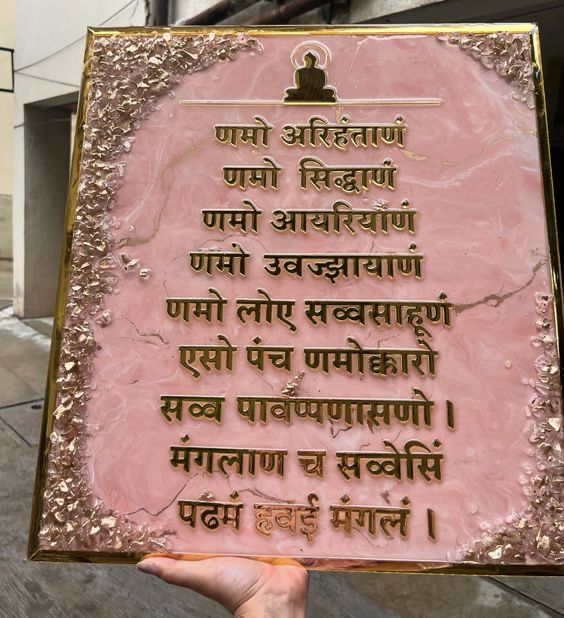 णमो अरिहंताणं
णमो सिद्धाणं
णमो आयरियाणं
णमो उवज्झायाणं
णमो लोए सव्वसाहूणं
एसो पंच णमोक्कारो
सव्व पावप्पणासणो।
मंगलाण च सव्वेसिं
पढमं हवई मंगलं।